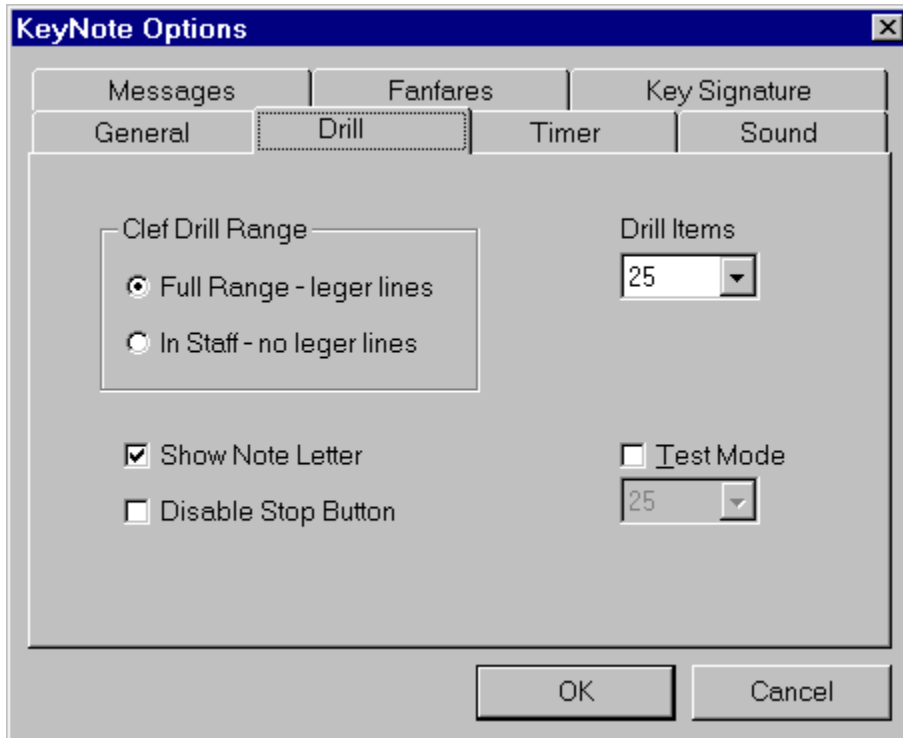 KeyNote Options
Messages Fanfares Key Signature
General Drill Timer Sound
Clef Drill Range
Drill Items
Full Range - leger lines
25
In Staff - no leger lines
Show Note Letter
Test Mode
Disable Stop Button
25
OK Cancel